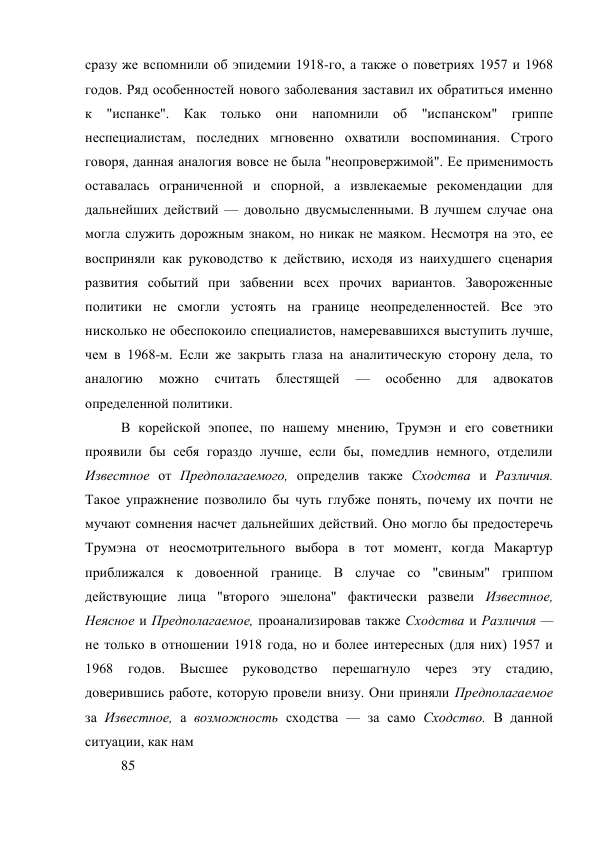 сразу же вспомнили об эпидемии 1918-го, а также о поветриях 1957 и 1968
годов. Ряд особенностей нового заболевания заставил их обратиться именно
к "испанке". Как только они напомнили об "испанском" гриппе
неспециалистам, последних мгновенно охватили воспоминания. Строго
говоря, данная аналогия вовсе не была "неопровержимой". Ее применимость
оставалась ограниченной и спорной, а извлекаемые рекомендации для
дальнейших действий — довольно двусмысленными. В лучшем случае она
могла служить дорожным знаком, но никак не маяком. Несмотря на это, ее
восприняли как руководство к действию, исходя из наихудшего сценария
развития событий при забвении всех прочих вариантов. Завороженные
политики не смогли устоять на границе неопределенностей. Все это
нисколько не обеспокоило специалистов, намеревавшихся выступить лучше,
чем в 1968-м. Если же закрыть глаза на аналитическую сторону дела, то
аналогию можно считать блестящей — особенно для адвокатов
определенной политики.
В корейской эпопее, по нашему мнению, Трумэн и его советники
проявили бы себя гораздо лучше, если бы, помедлив немного, отделили
Известное от Предполагаемого, определив также Сходства и Различия.
Такое упражнение позволило бы чуть глубже понять, почему их почти не
мучают сомнения насчет дальнейших действий. Оно могло бы предостеречь
Трумэна от неосмотрительного выбора в тот момент, когда Макартур
приближался к довоенной границе. В случае со "свиным" гриппом
действующие лица "второго эшелона" фактически развели Известное,
Неясное и Предполагаемое, проанализировав также Сходства и Различия —
не только в отношении 1918 года, но и более интересных (для них) 1957 и
1968 годов. Высшее руководство перешагнуло через эту стадию,
доверившись работе, которую провели внизу. Они приняли Предполагаемое
за Известное, а возможность сходства — за само Сходство. В данной
ситуации, как нам
85